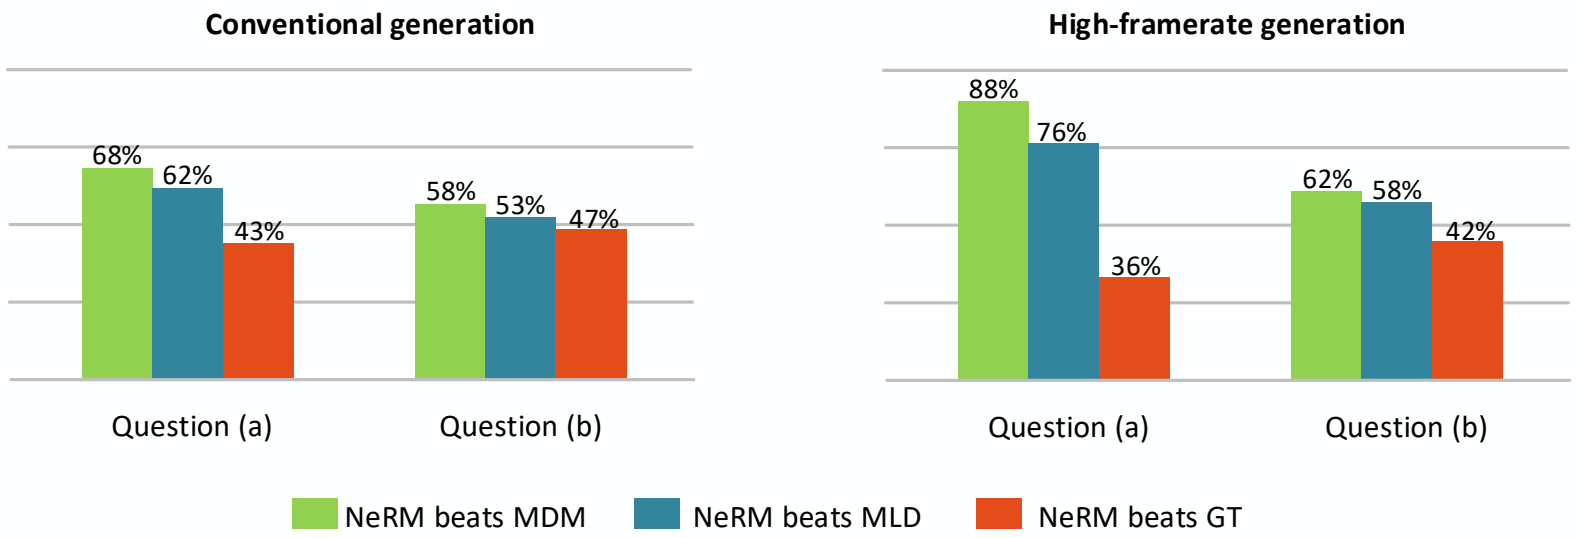 Conventional generation
68%
62%
43%
58%
53%
47%
Question (a)
Question (b)
High-framerate generation
88%
76%
36%
62%
58%
42%
Question (a)
Question (b)
NeRM beats MDM
NeRM beats MLD
NeRM beats GT